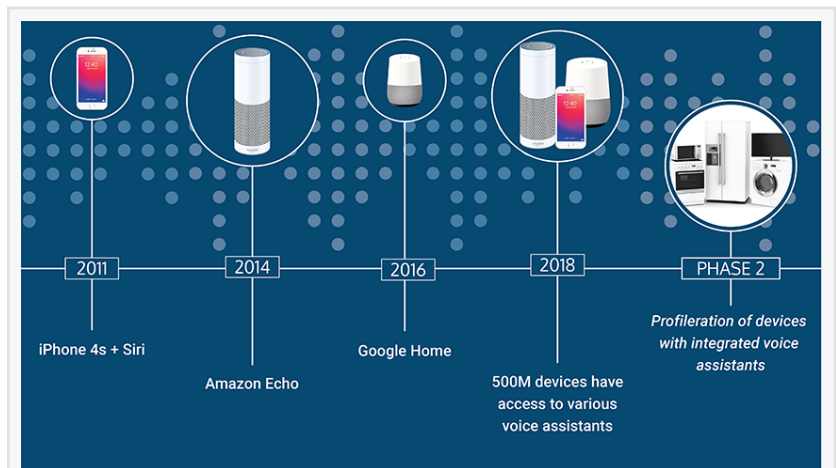 2011
iPhone 4s + Siri
2014
Amazon Echo
2016
Google Home
2018
500M devices have
access to various
voice assistants
PHASE 2
Profileration of devices
with integrated voice
assistants